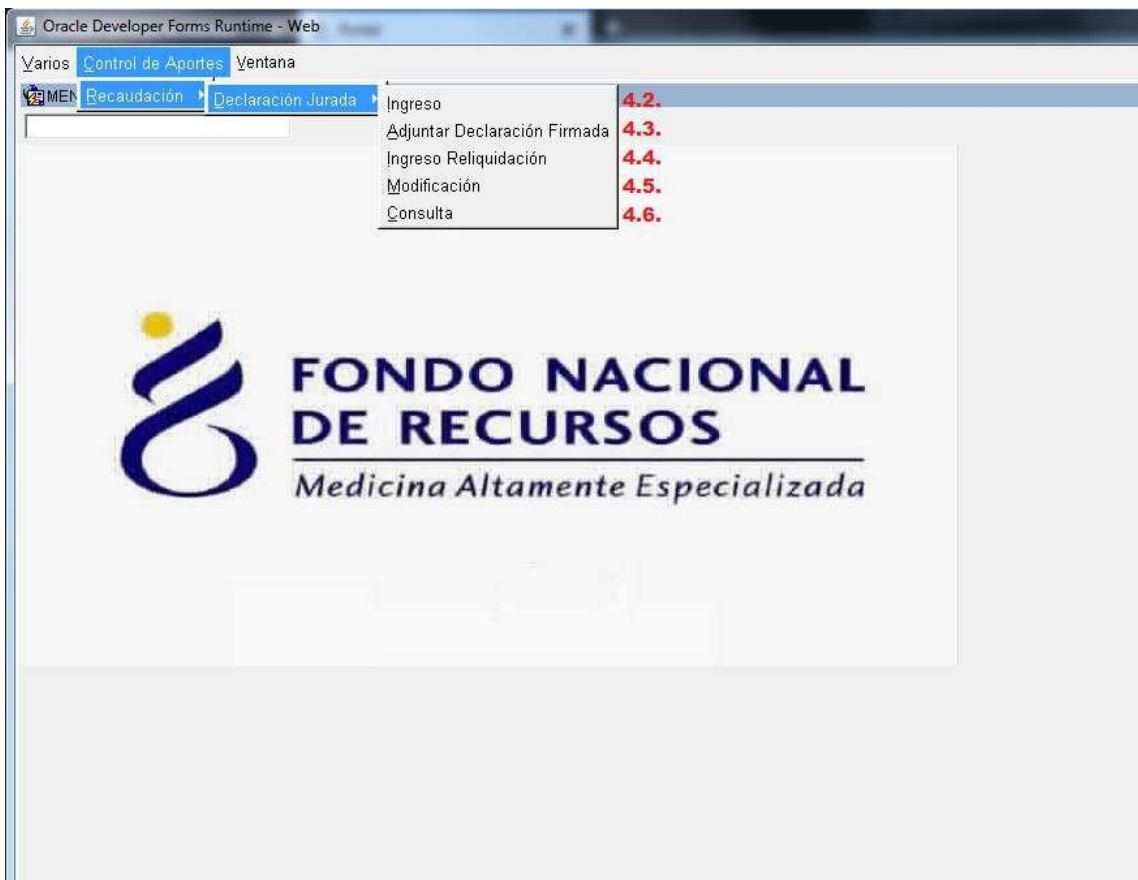 Oracle Developer Forms Runtime - Web
Varios Control de Aportes Ventana
MEN Recaudación Declaración Jurada Ingreso 4.2.
Adjuntar Declaración Firmada 4.3.
Ingreso Reliquidación 4.4.
Modificación 4.5.
Consulta 4.6.
FONDO NACIONAL
DE RECURSOS
Medicina Altamente Especializada